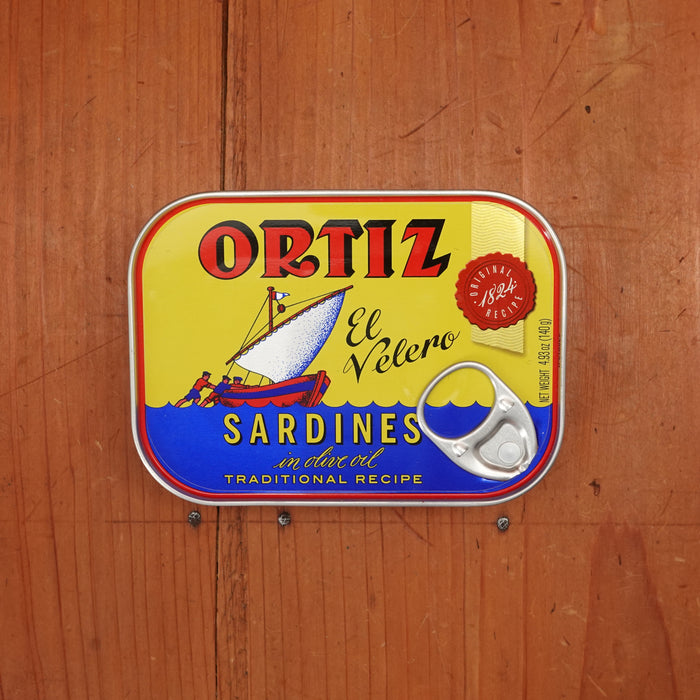 ORTIZ
El
Velero
ORIGINAL
1824
RECIPE
NET WEIGHT 4.93 oz (140 g)
SARDINES
in olive oil
TRADITIONAL RECIPE